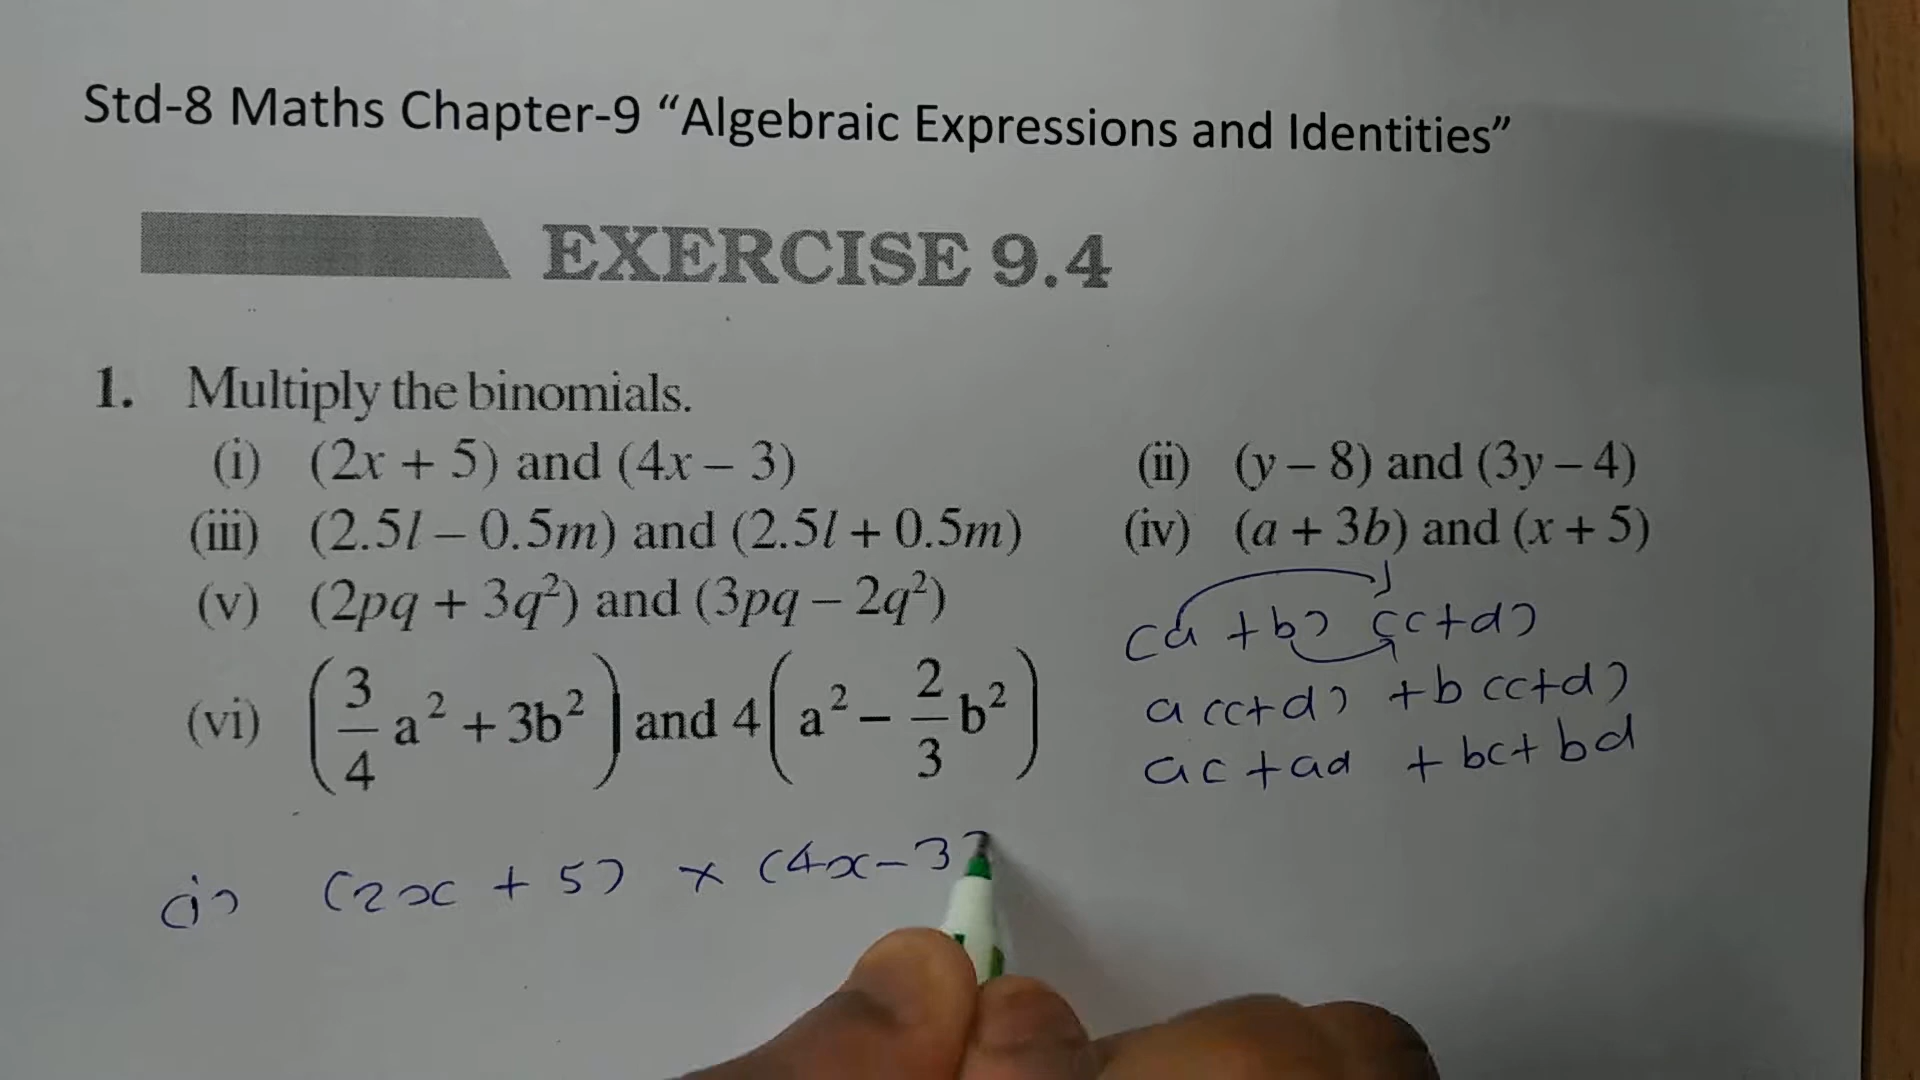 Std-8 Maths Chapter-9 “Algebraic Expressions and Identities”
EXERCISE 9.4
1. Multiply the binomials.
(i) (2x + 5) and (4x – 3) (ii) (y – 8) and (3y – 4)
(iii) (2.5l – 0.5m) and (2.5l + 0.5m) (iv) (a + 3b) and (x + 5)
(v) (2pq + 3q²) and (3pq – 2q²)
(vi) (3/4 a² + 3b²) and 4(a² – 2/3 b²)
(a + b) (c+d)
a (c+d) + b (c+d)
ac + ad + bc + bd
(i) (2x + 5) × (4x – 3)